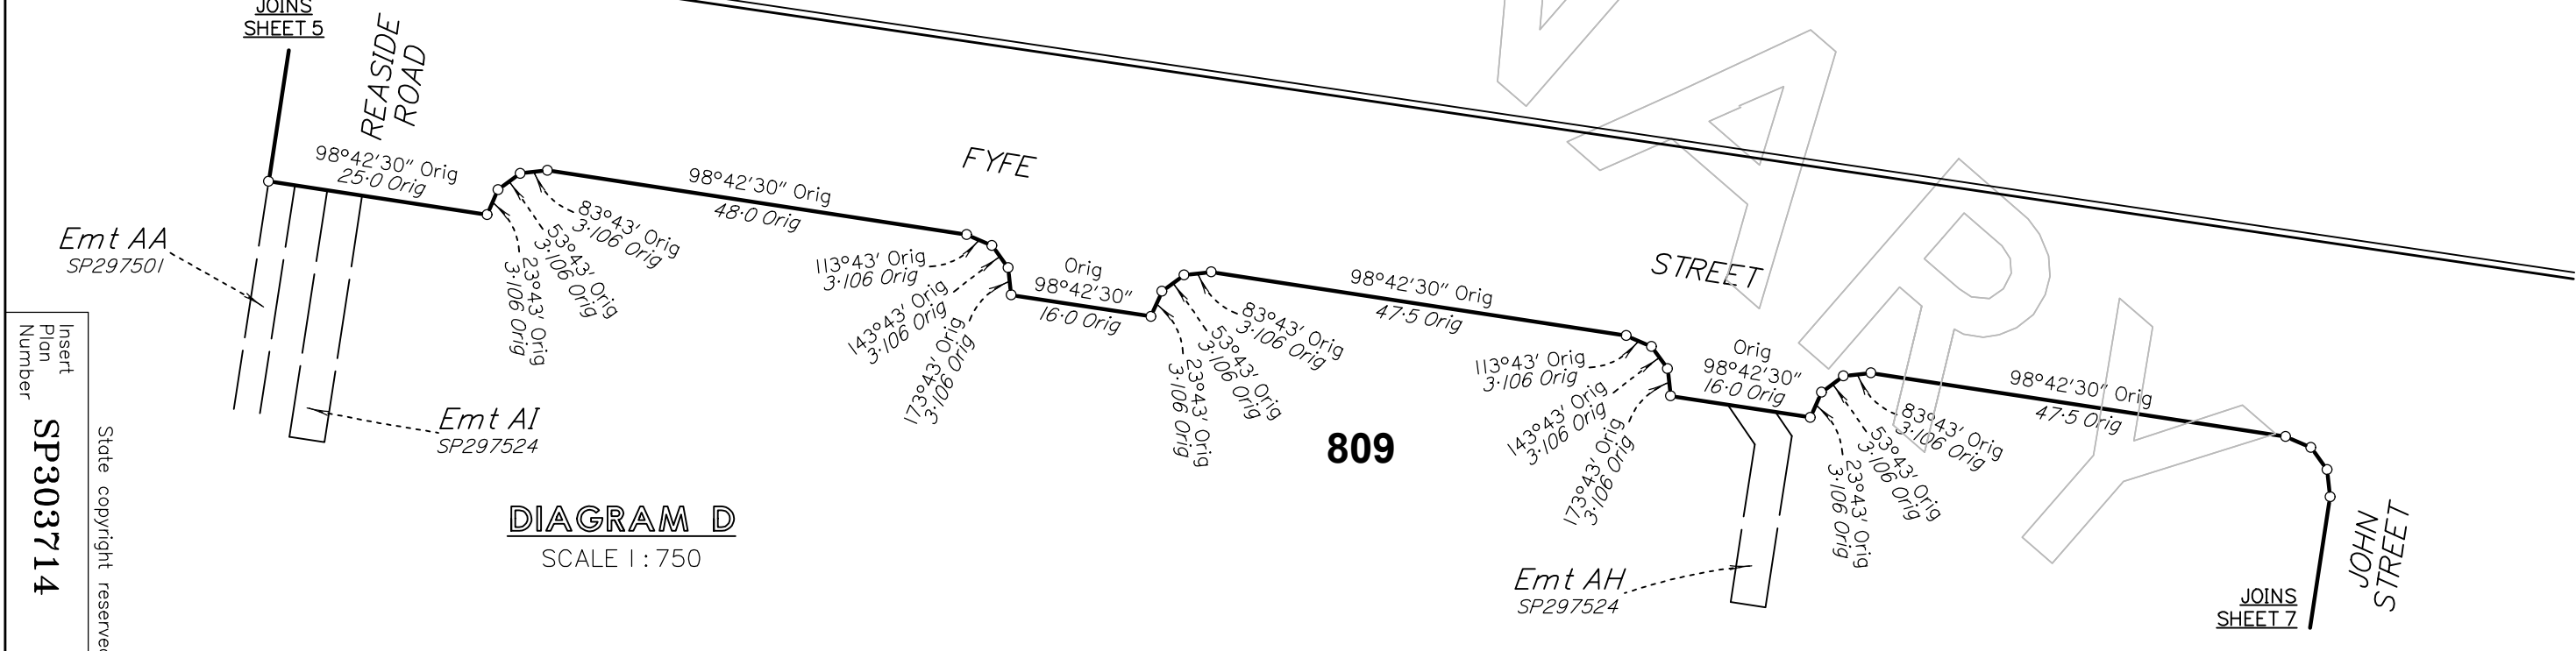 JOINS
SHEET 5
REASIDE
ROAD
98°42'30" Orig
25·0 Orig
Emt AA
SP297501
23°43' Orig
3·106 Orig
53°43' Orig
3·106 Orig
83°43' Orig
3·106 Orig
98°42'30" Orig
48·0 Orig
FYFE
STREET
113°43' Orig
3·106 Orig
143°43' Orig
3·106 Orig
173°43' Orig
3·106 Orig
Orig
98°42'30"
16·0 Orig
23°43' Orig
3·106 Orig
53°43' Orig
3·106 Orig
83°43' Orig
3·106 Orig
98°42'30" Orig
47·5 Orig
113°43' Orig
3·106 Orig
143°43' Orig
3·106 Orig
173°43' Orig
3·106 Orig
Orig
98°42'30"
16·0 Orig
23°43' Orig
3·106 Orig
53°43' Orig
3·106 Orig
83°43' Orig
3·106 Orig
98°42'30" Orig
47·5 Orig
Emt AI
SP297524
809
Emt AH
SP297524
DIAGRAM D
SCALE 1:750
JOHN
STREET
JOINS
SHEET 7
Insert
Plan
Number
SP303714
State copyright reserved
ARY